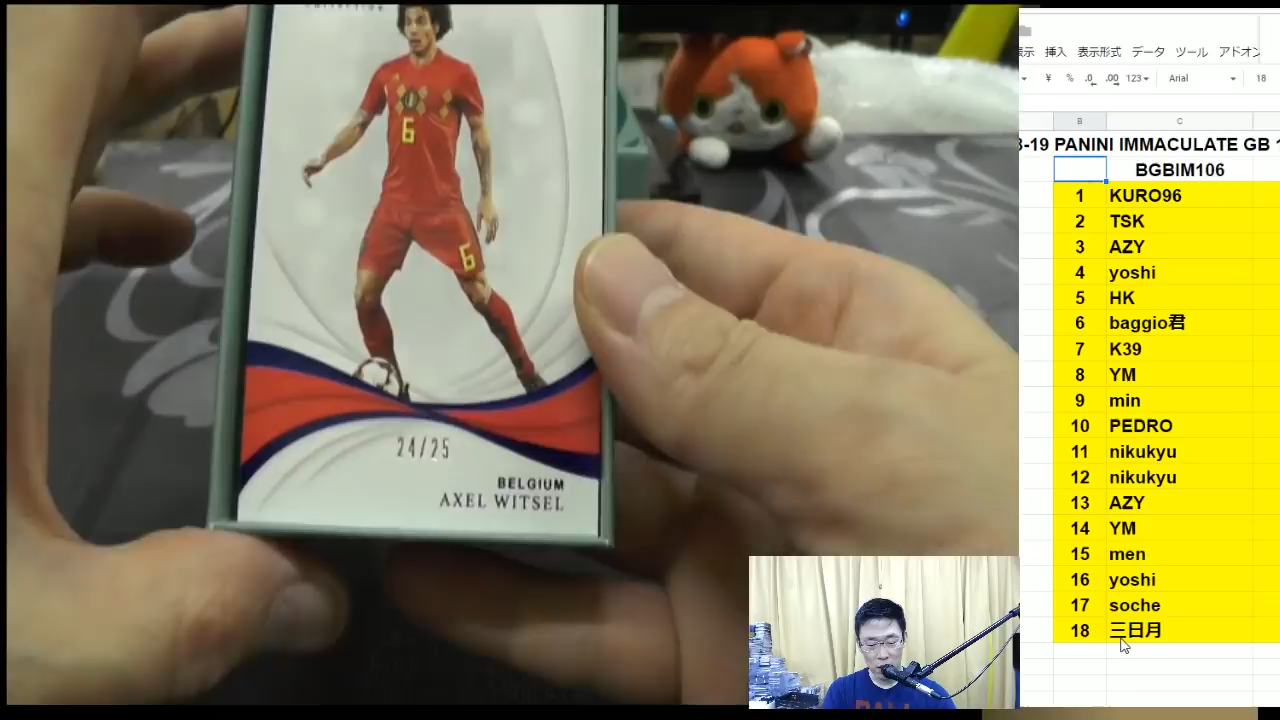 6
6
24/25
BELGIUM
AXEL WITSEL
表示 挿入 表示形式 データ ツール アドオン
¥ % .0 .00 123 Arial 18
B C
-19 PANINI IMMACULATE GB 1
BGBIM106
1 KURO96
2 TSK
3 AZY
4 yoshi
5 HK
6 baggio君
7 K39
8 YM
9 min
10 PEDRO
11 nikukyu
12 nikukyu
13 AZY
14 YM
15 men
16 yoshi
17 soche
18 三日月